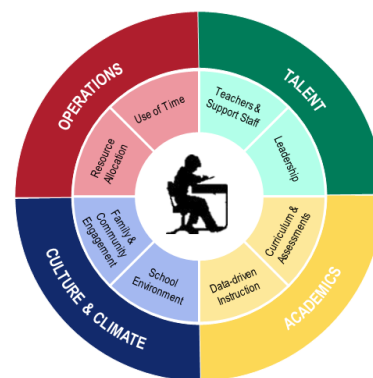 OPERATIONS
TALENT
Use of Time
Teachers &
Support Staff
Resource
Allocation
Leadership
Family &
Community
Engagement
Curriculum &
Assessments
School
Environment
Data-driven
Instruction
CULTURE & CLIMATE
ACADEMICS